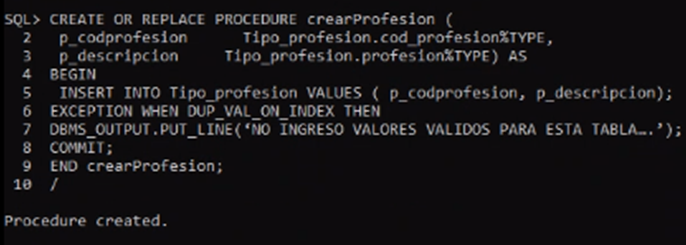 SQL> CREATE OR REPLACE PROCEDURE crearProfesion (
2 p_codprofesion Tipo_profesion.cod_profesion%TYPE,
3 p_descripcion Tipo_profesion.profesion%TYPE) AS
4 BEGIN
5 INSERT INTO Tipo_profesion VALUES ( p_codprofesion, p_descripcion);
6 EXCEPTION WHEN DUP_VAL_ON_INDEX THEN
7 DBMS_OUTPUT.PUT_LINE(‘NO INGRESO VALORES VALIDOS PARA ESTA TABLA….’);
8 COMMIT;
9 END crearProfesion;
10 /
Procedure created.